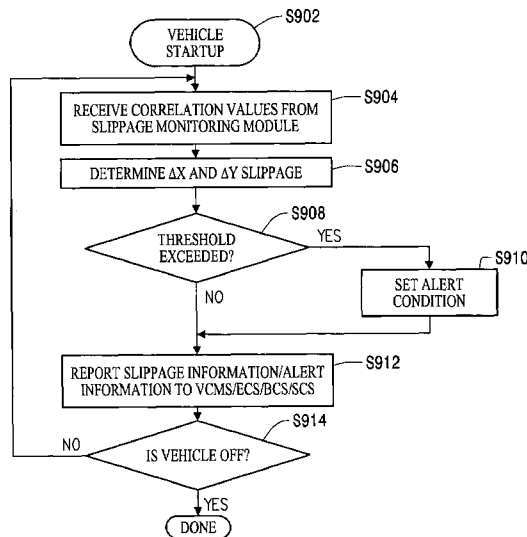 S902
VEHICLE
STARTUP
S904
RECEIVE CORRELATION VALUES FROM
SLIPPAGE MONITORING MODULE
S906
DETERMINE ΔX AND ΔY SLIPPAGE
S908
THRESHOLD
EXCEEDED?
YES
S910
SET ALERT
CONDITION
NO
S912
REPORT SLIPPAGE INFORMATION/ALERT
INFORMATION TO VCMS/ECS/BCS/SCS
S914
NO
IS VEHICLE OFF?
YES
DONE